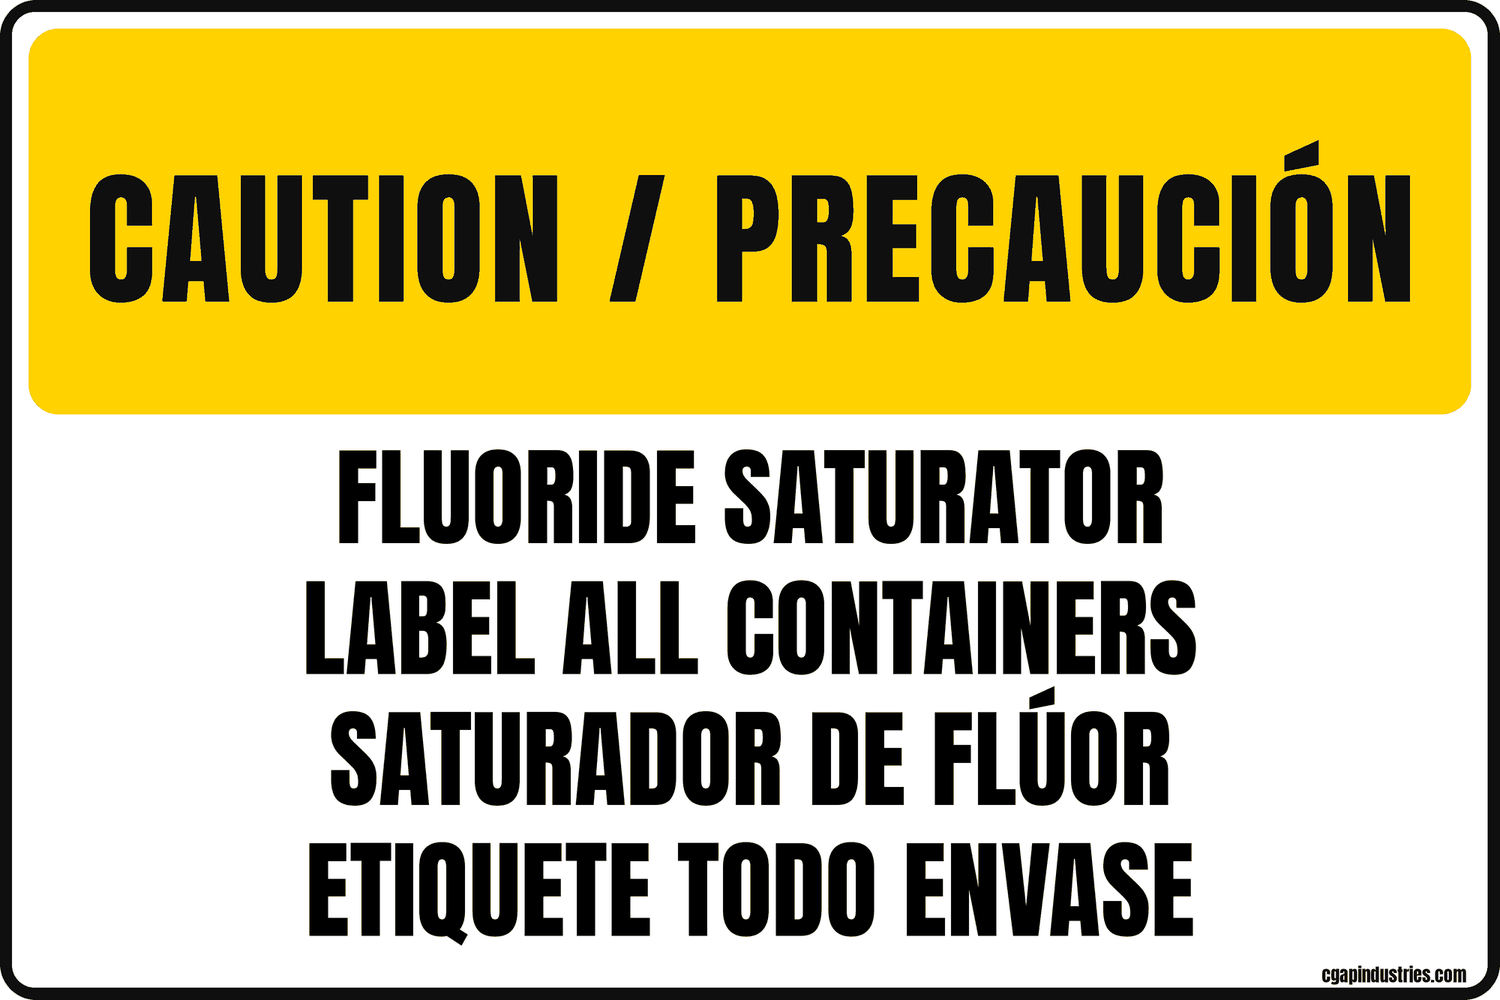 CAUTION / PRECAUCIÓN
FLUORIDE SATURATOR
LABEL ALL CONTAINERS
SATURADOR DE FLÚOR
ETIQUETE TODO ENVASE
cgapindustries.com